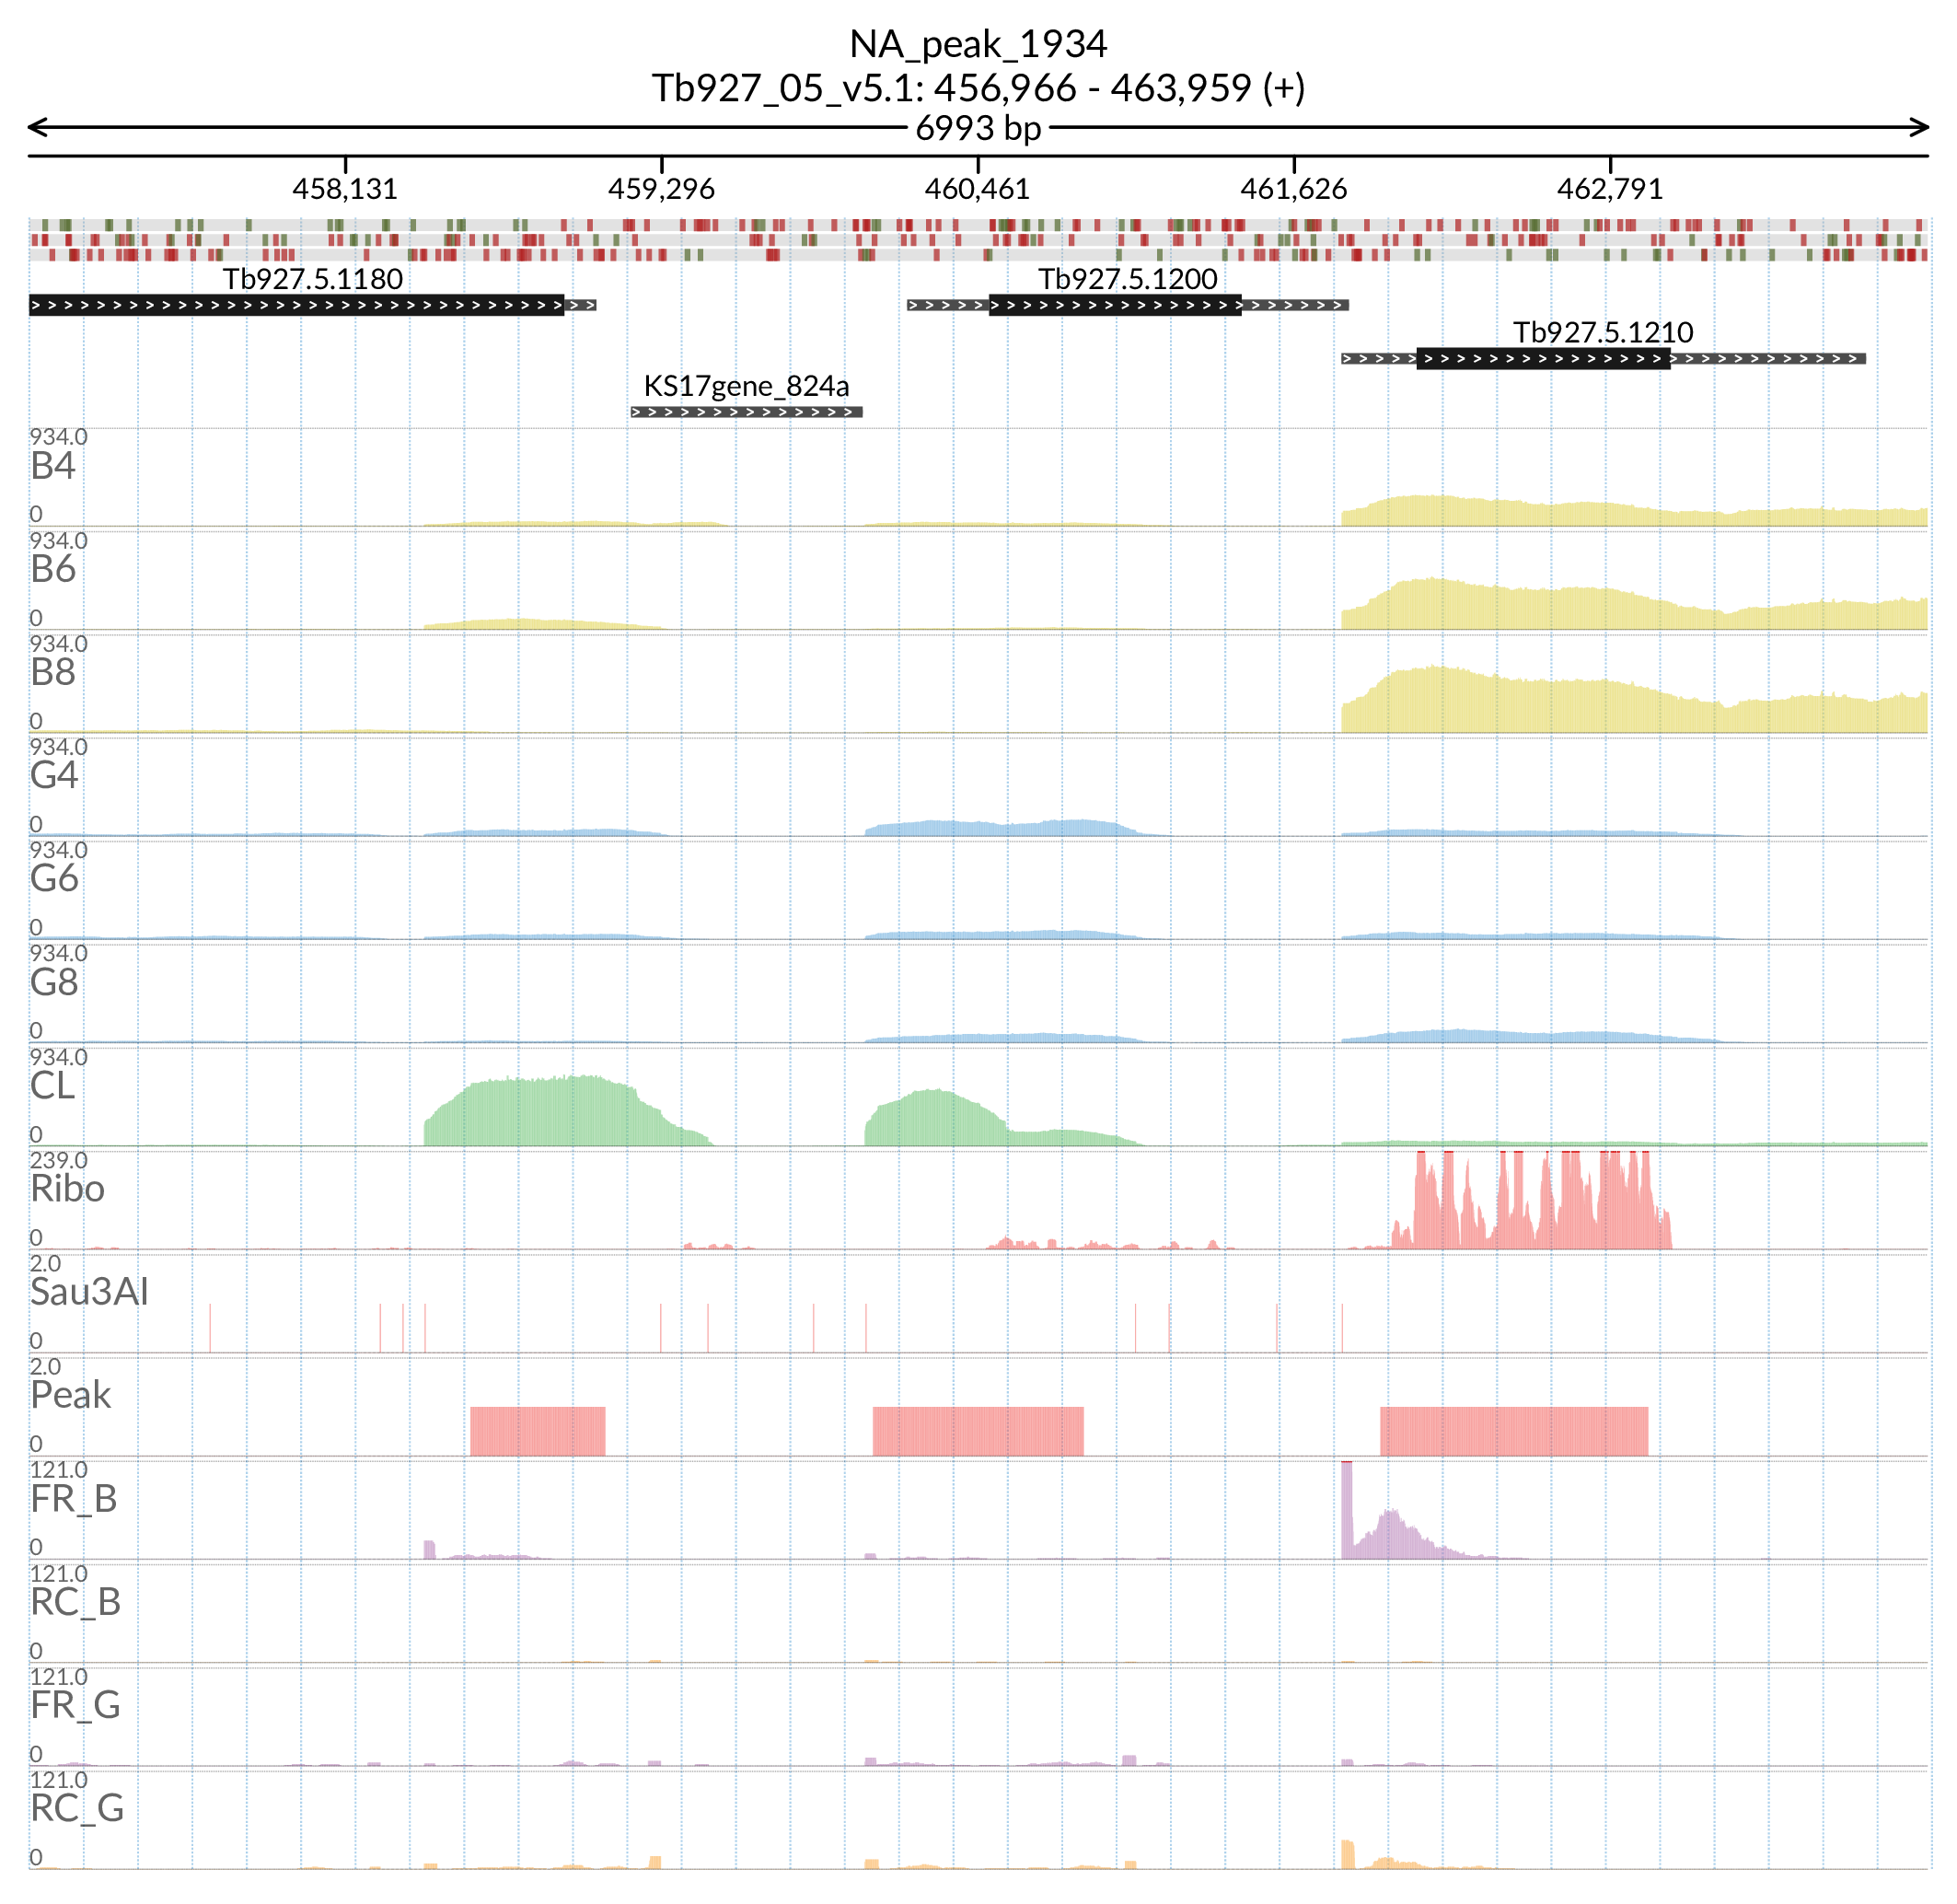 NA_peak_1934
Tb927_05_v5.1: 456,966 - 463,959 (+)
6993 bp
458,131 459,296 460,461 461,626 462,791
Tb927.5.1180 Tb927.5.1200
Tb927.5.1210
KS17gene_824a
934.0
B4
0
934.0
B6
0
934.0
B8
0
934.0
G4
0
934.0
G6
0
934.0
G8
0
934.0
CL
0
239.0
Ribo
0
2.0
Sau3AI
0
2.0
Peak
0
121.0
FR_B
0
121.0
RC_B
0
121.0
FR_G
0
121.0
RC_G
0